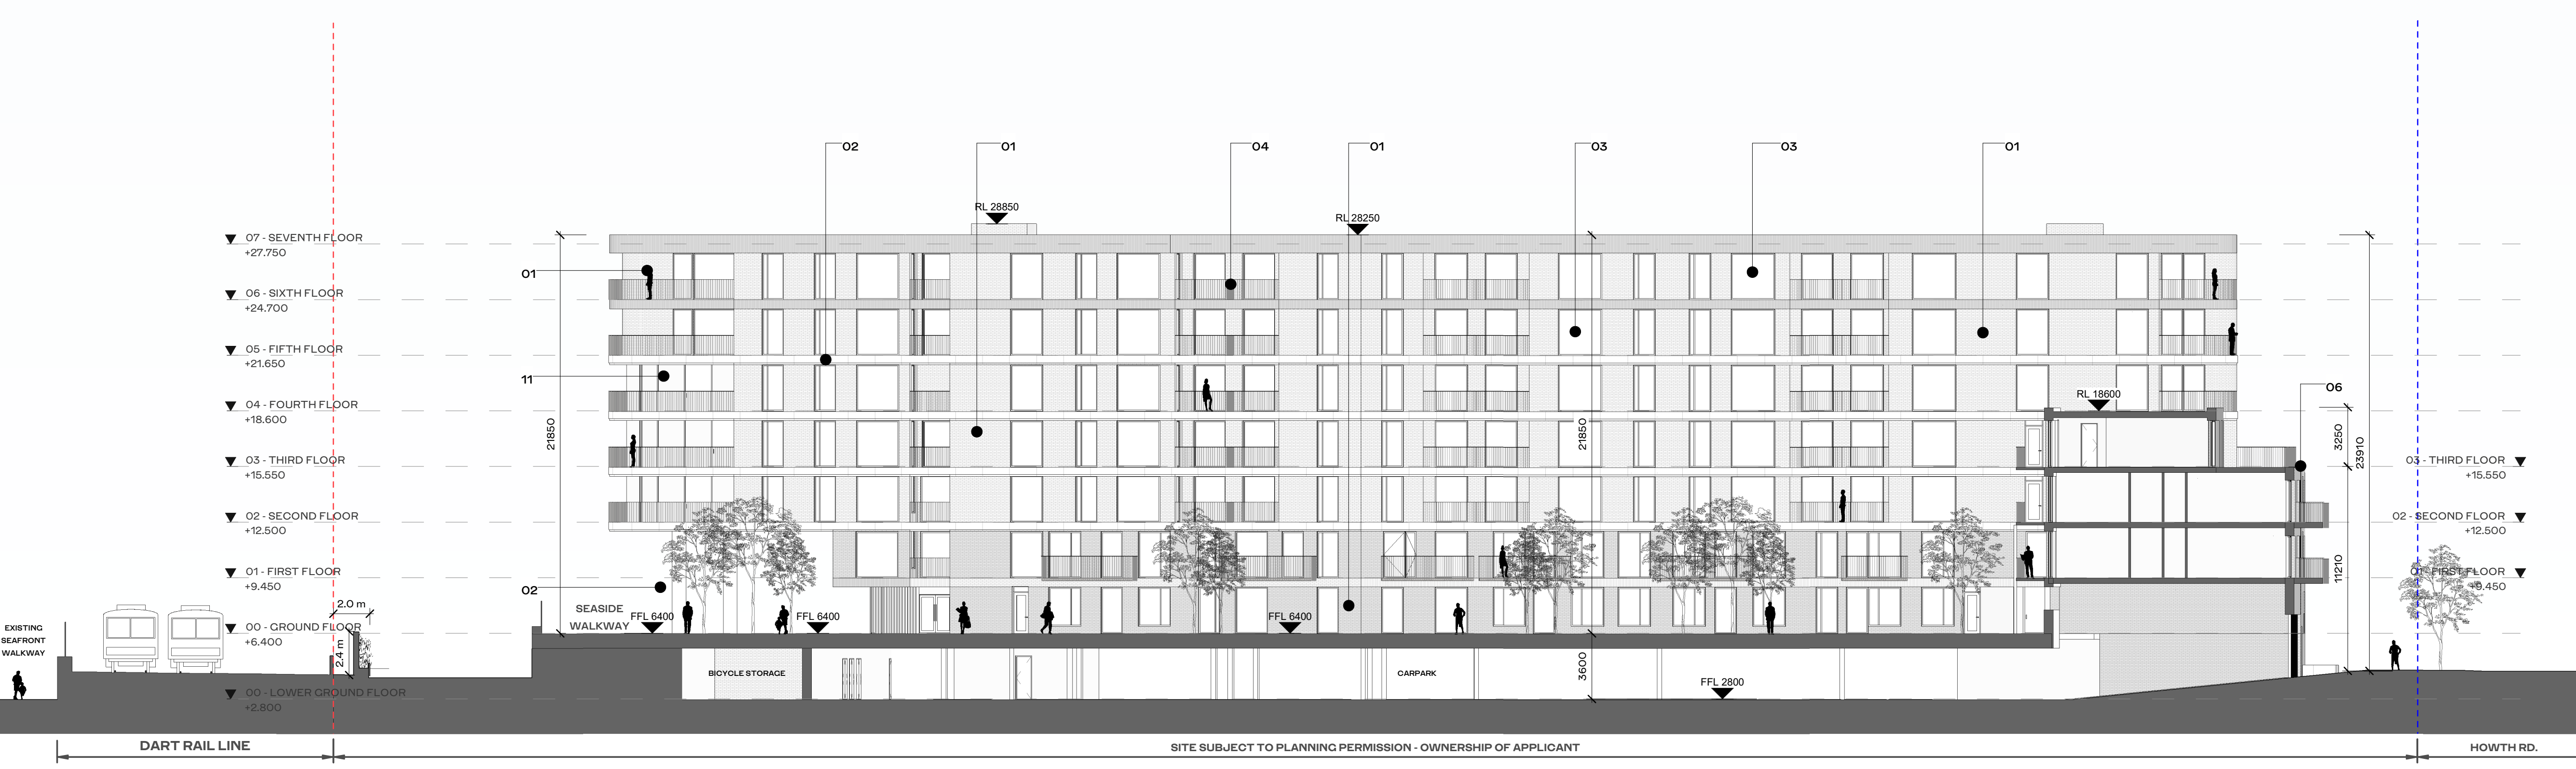 02
01
04
01
03
03
01
RL 28850
RL 28250
07 - SEVENTH FLOOR
+27.750
01
06 - SIXTH FLOOR
+24.700
05 - FIFTH FLOOR
+21.650
11
04 - FOURTH FLOOR
+18.600
RL 18600
06
21850
21850
3250
23910
03 - THIRD FLOOR
+15.550
03 - THIRD FLOOR
+15.550
02 - SECOND FLOOR
+12.500
02 - SECOND FLOOR
+12.500
01 - FIRST FLOOR
+9.450
01 - FIRST FLOOR
+9.450
11210
02
2.0 m
SEASIDE
WALKWAY
FFL 6400
FFL 6400
FFL 6400
EXISTING
SEAFRONT
WALKWAY
00 - GROUND FLOOR
+6.400
2.4 m
BICYCLE STORAGE
CARPARK
3600
FFL 2800
00 - LOWER GROUND FLOOR
+2.800
DART RAIL LINE
SITE SUBJECT TO PLANNING PERMISSION - OWNERSHIP OF APPLICANT
HOWTH RD.